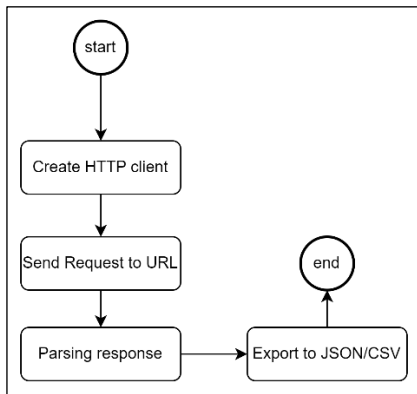 start
Create HTTP client
Send Request to URL
end
Parsing response
Export to JSON/CSV